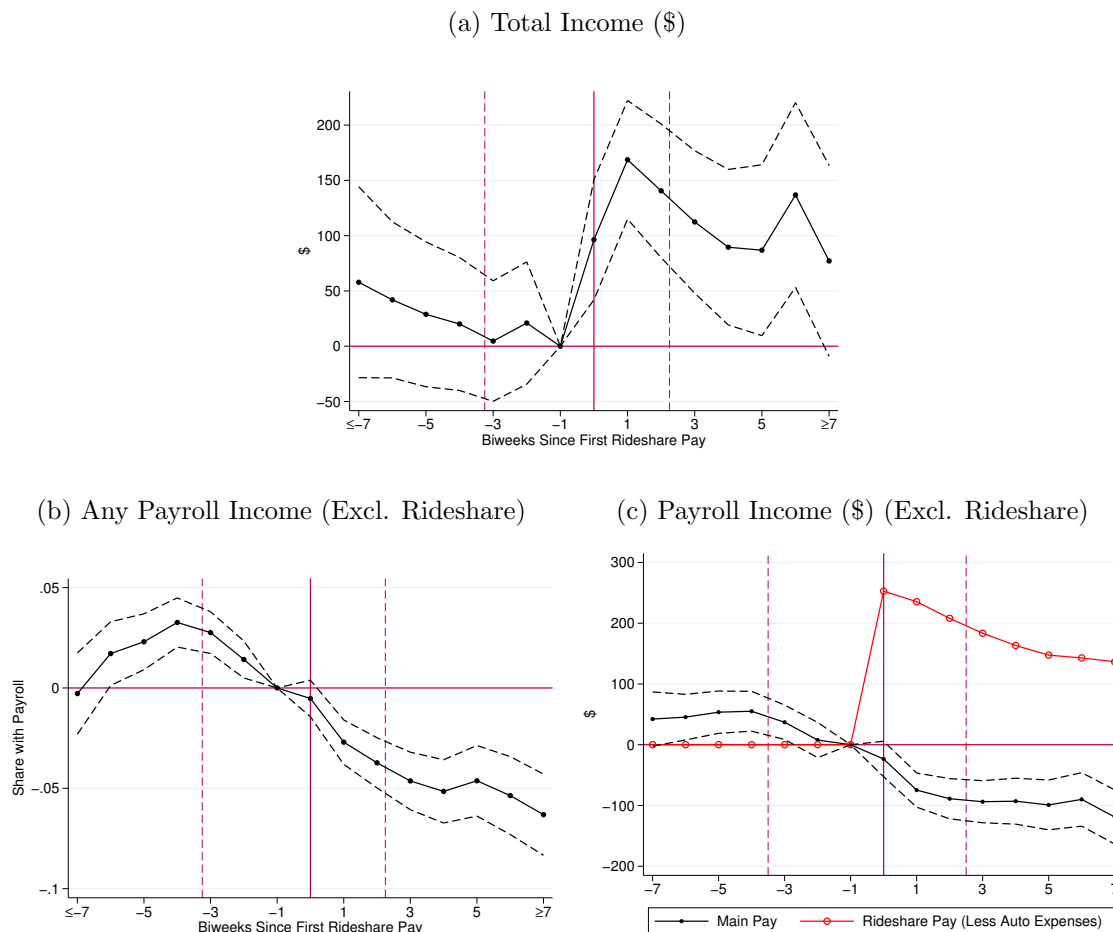 (a) Total Income ($)
200
150
100
50
0
−50
$
≤−7 −5 −3 −1 1 3 5 ≥7
Biweeks Since First Rideshare Pay
(b) Any Payroll Income (Excl. Rideshare)
.05
0
−.05
−.1
Share with Payroll
≤−7 −5 −3 −1 1 3 5 ≥7
Biweeks Since First Rideshare Pay
(c) Payroll Income ($) (Excl. Rideshare)
300
200
100
0
−100
−200
$
−7 −5 −3 −1 1 3 5 7
Main Pay Rideshare Pay (Less Auto Expenses)